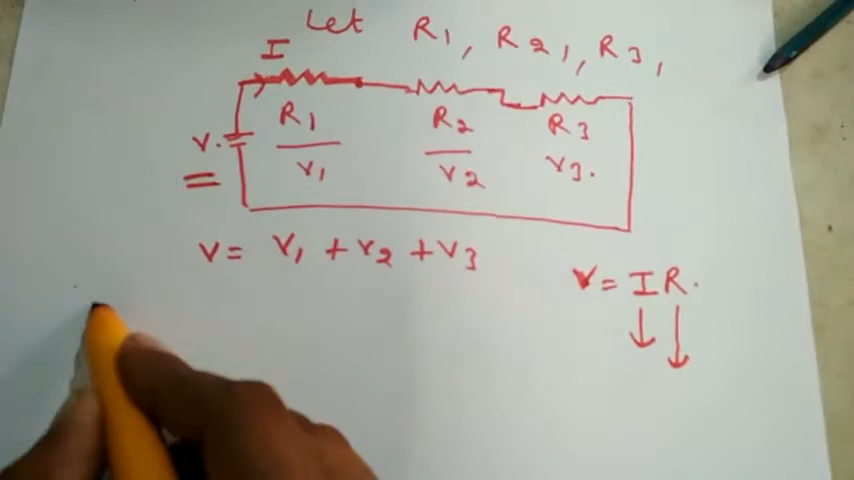 Let R1, R2, R3,
I
R1 R2 R3
V.
V1 V2 V3.
V = V1 + V2 + V3
V = IR.